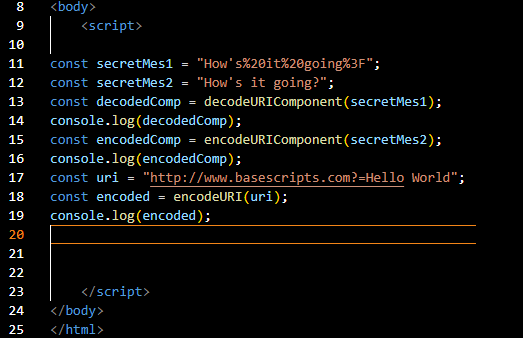 8 <body>
9 <script>
10
11 const secretMes1 = "How's%20it%20going%3F";
12 const secretMes2 = "How's it going?";
13 const decodedComp = decodeURIComponent(secretMes1);
14 console.log(decodedComp);
15 const encodedComp = encodeURIComponent(secretMes2);
16 console.log(encodedComp);
17 const uri = "http://www.basescripts.com?=Hello World";
18 const encoded = encodeURI(uri);
19 console.log(encoded);
20
21
22
23 </script>
24 </body>
25 </html>